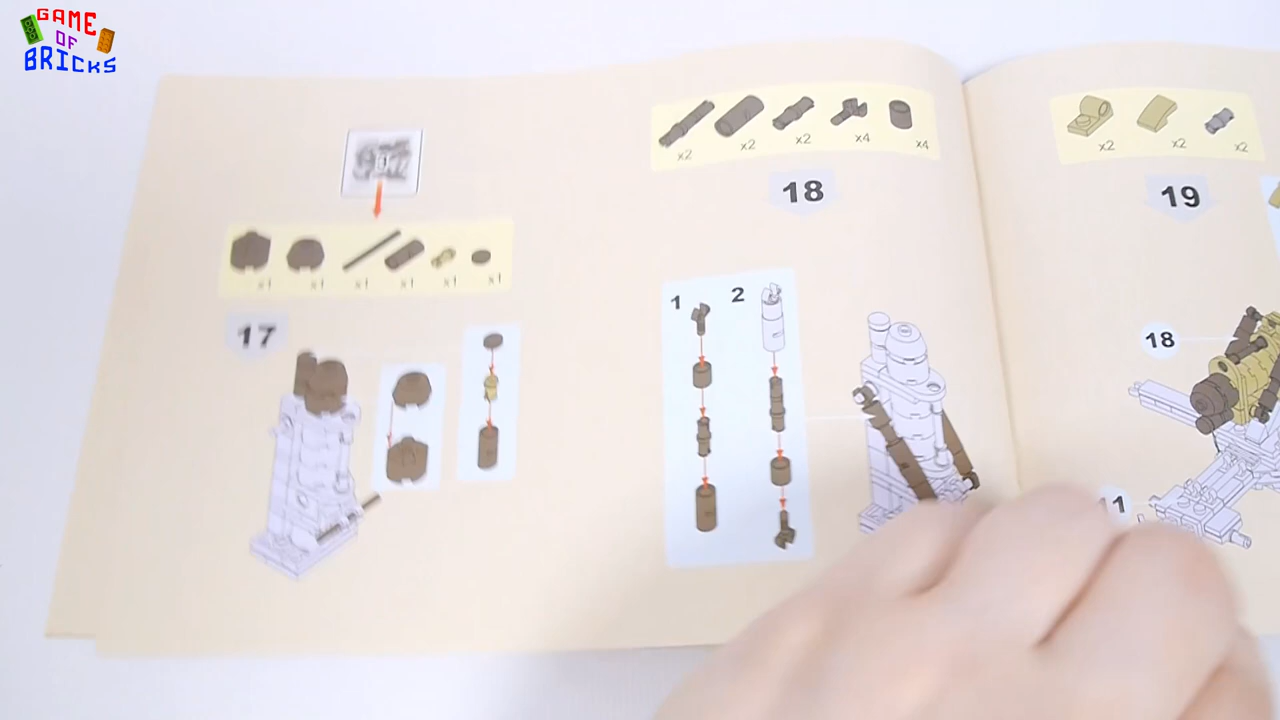 GAME
OF
BRICKS
x1 x1 x1 x1 x1 x1
17
x2 x2 x2 x4 x4
18
1 2
x2 x2 x2
19
18
11